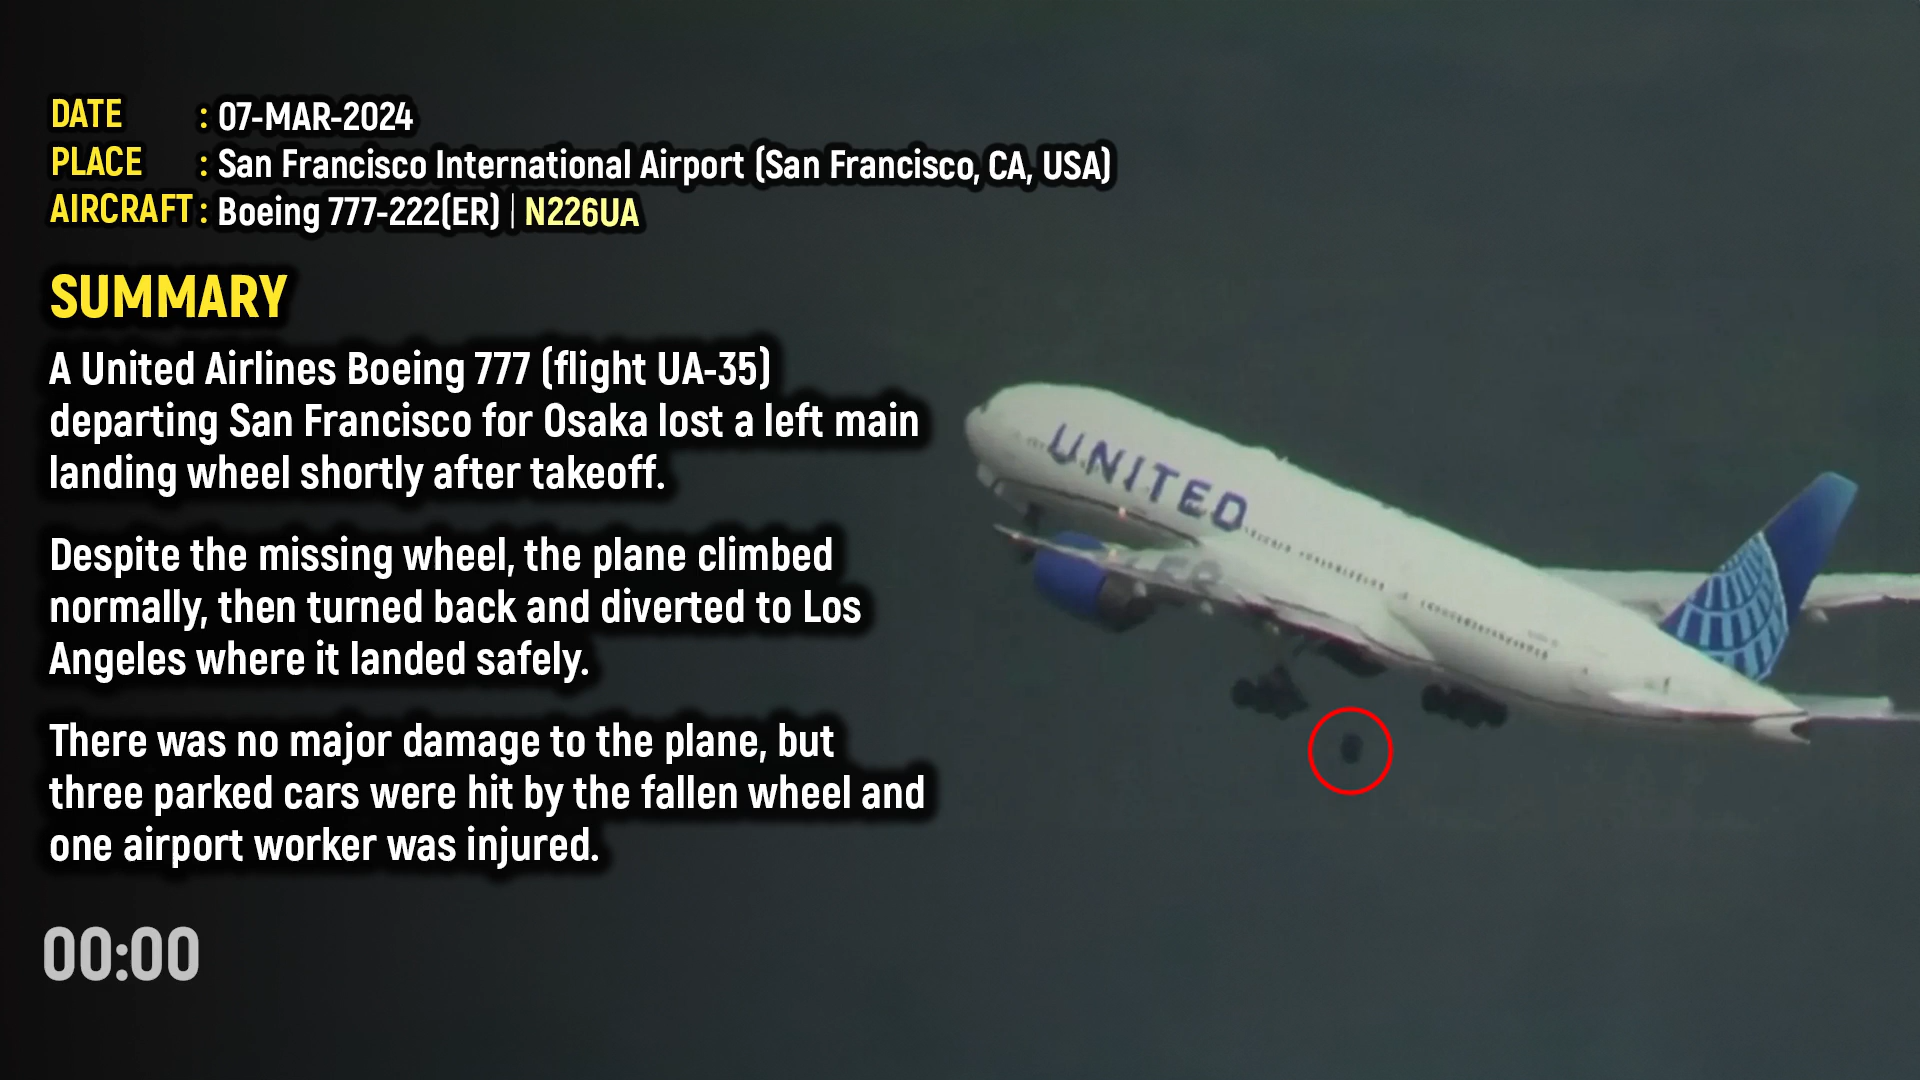 DATE : 07-MAR-2024
PLACE : San Francisco International Airport (San Francisco, CA, USA)
AIRCRAFT : Boeing 777-222(ER) | N226UA
SUMMARY
A United Airlines Boeing 777 (flight UA-35)
departing San Francisco for Osaka lost a left main
landing wheel shortly after takeoff.
Despite the missing wheel, the plane climbed
normally, then turned back and diverted to Los
Angeles where it landed safely.
There was no major damage to the plane, but
three parked cars were hit by the fallen wheel and
one airport worker was injured.
00:00
UNITED